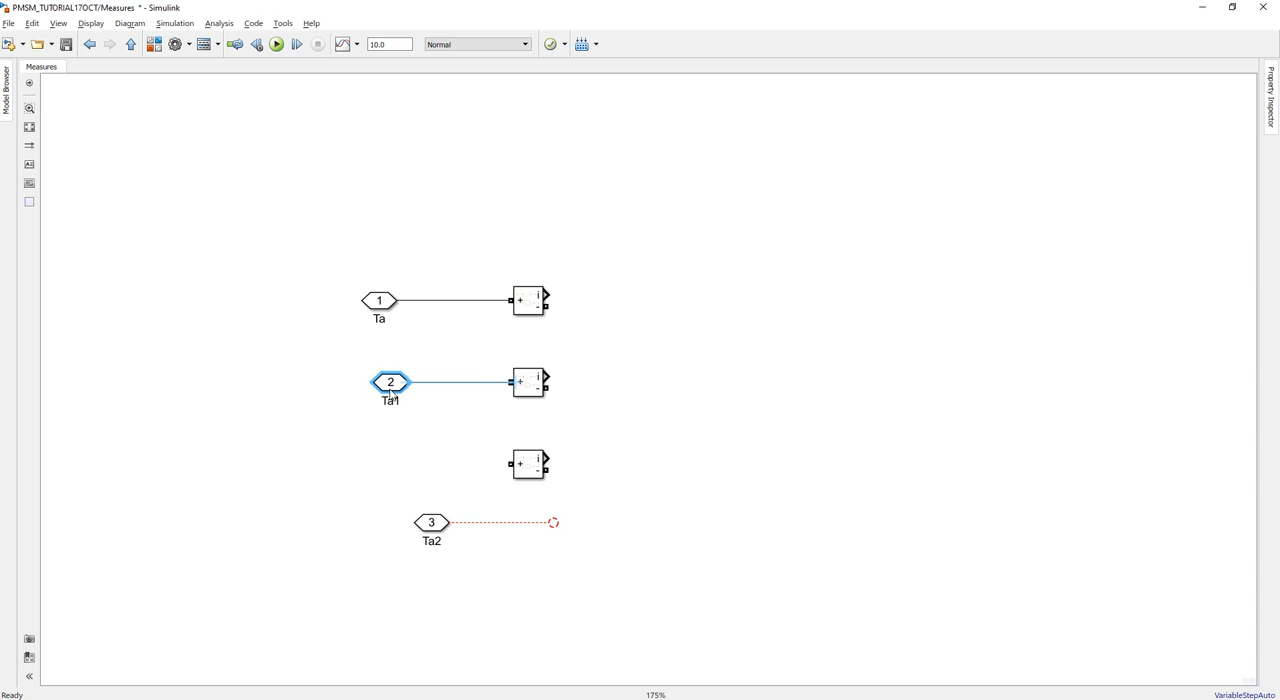 PMSM_TUTORIAL17OCT/Measures * - Simulink
File Edit View Display Diagram Simulation Analysis Code Tools Help
10.0 Normal
Measures
Model Browser
Property Inspector
1
+ i -
Ta
2
+ i -
Ta1
+ i -
3
Ta2
Ready 175% VariableStepAuto